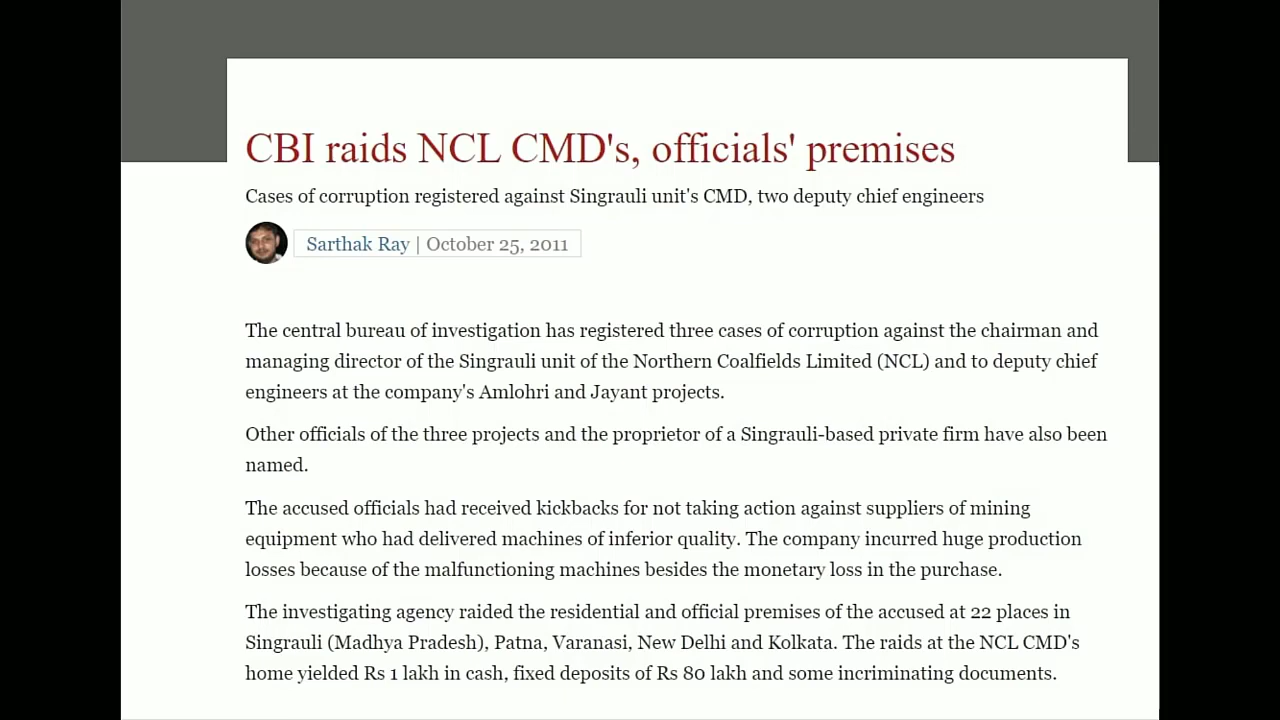 CBI raids NCL CMD's, officials' premises
Cases of corruption registered against Singrauli unit's CMD, two deputy chief engineers
Sarthak Ray | October 25, 2011
The central bureau of investigation has registered three cases of corruption against the chairman and
managing director of the Singrauli unit of the Northern Coalfields Limited (NCL) and to deputy chief
engineers at the company's Amlohri and Jayant projects.
Other officials of the three projects and the proprietor of a Singrauli-based private firm have also been
named.
The accused officials had received kickbacks for not taking action against suppliers of mining
equipment who had delivered machines of inferior quality. The company incurred huge production
losses because of the malfunctioning machines besides the monetary loss in the purchase.
The investigating agency raided the residential and official premises of the accused at 22 places in
Singrauli (Madhya Pradesh), Patna, Varanasi, New Delhi and Kolkata. The raids at the NCL CMD's
home yielded Rs 1 lakh in cash, fixed deposits of Rs 80 lakh and some incriminating documents.